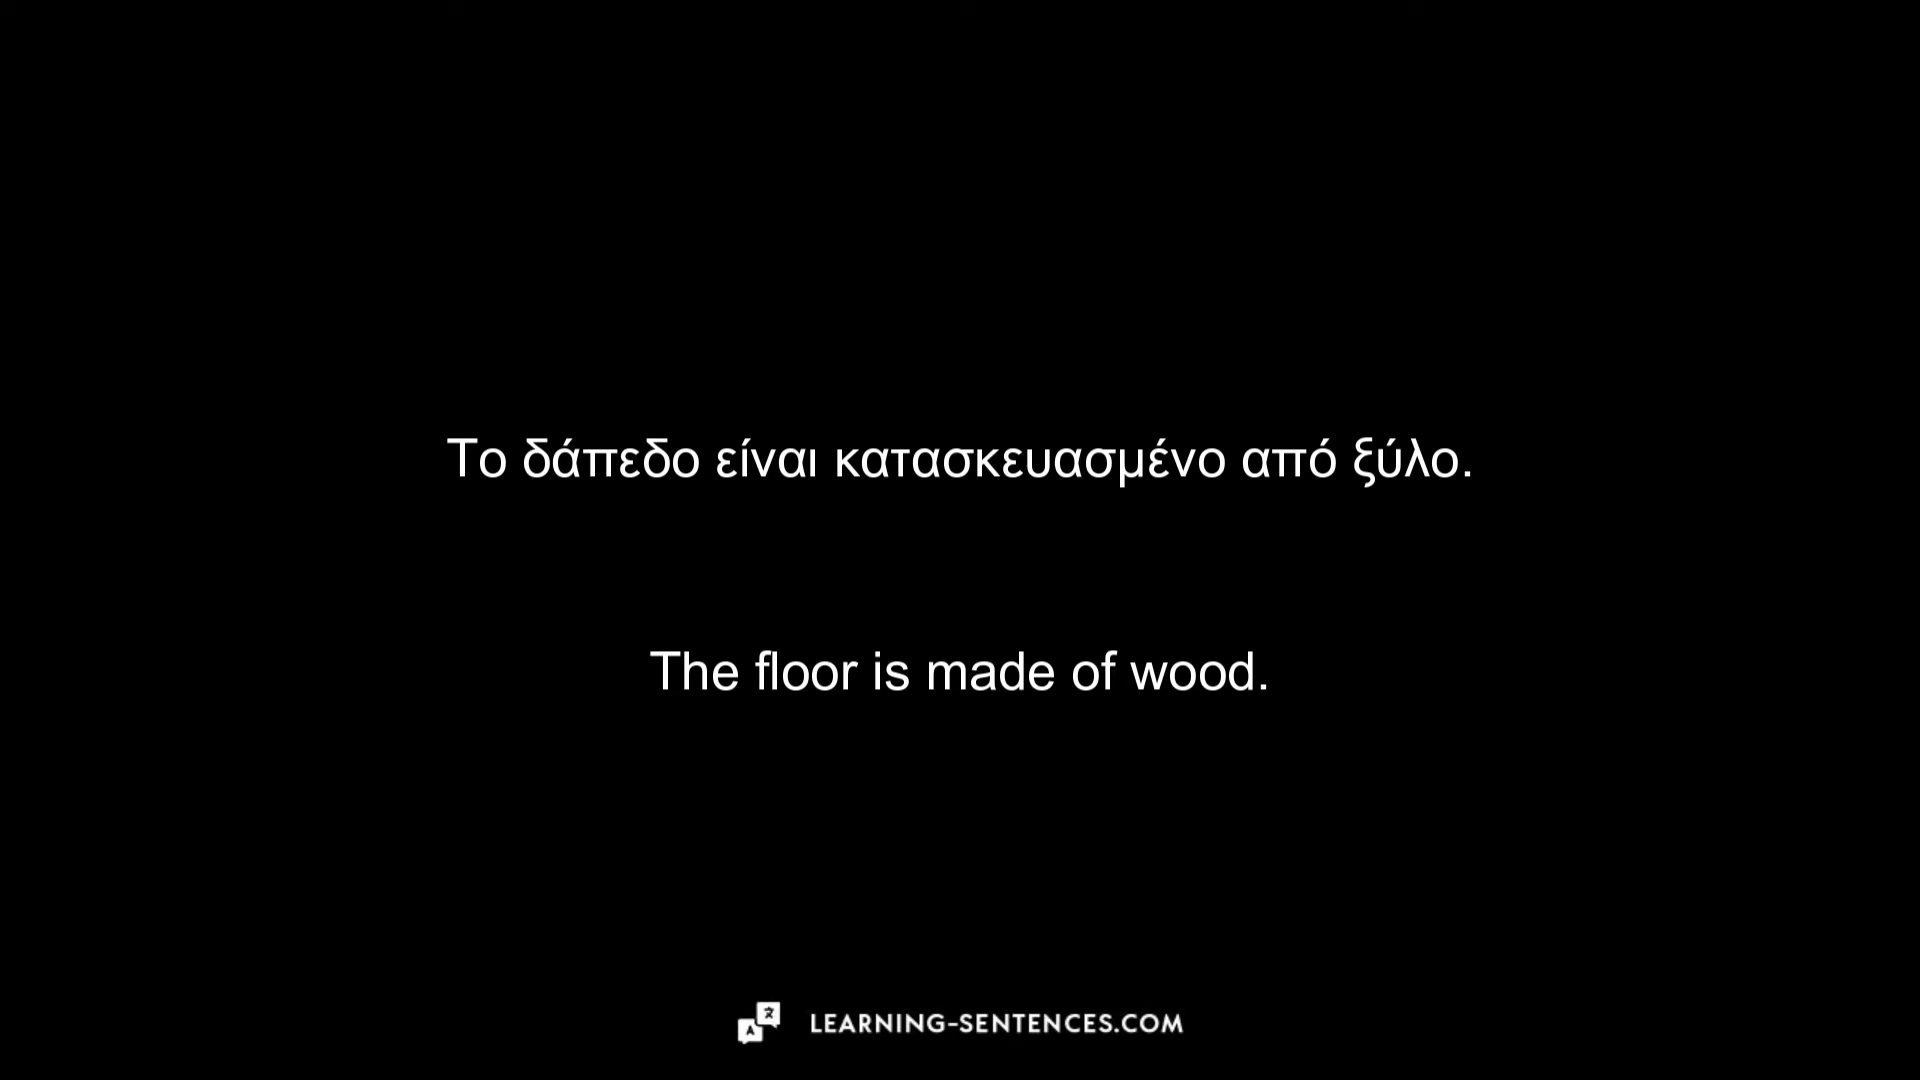 Το δάπεδο είναι κατασκευασμένο από ξύλο.
The floor is made of wood.
LEARNING-SENTENCES.COM